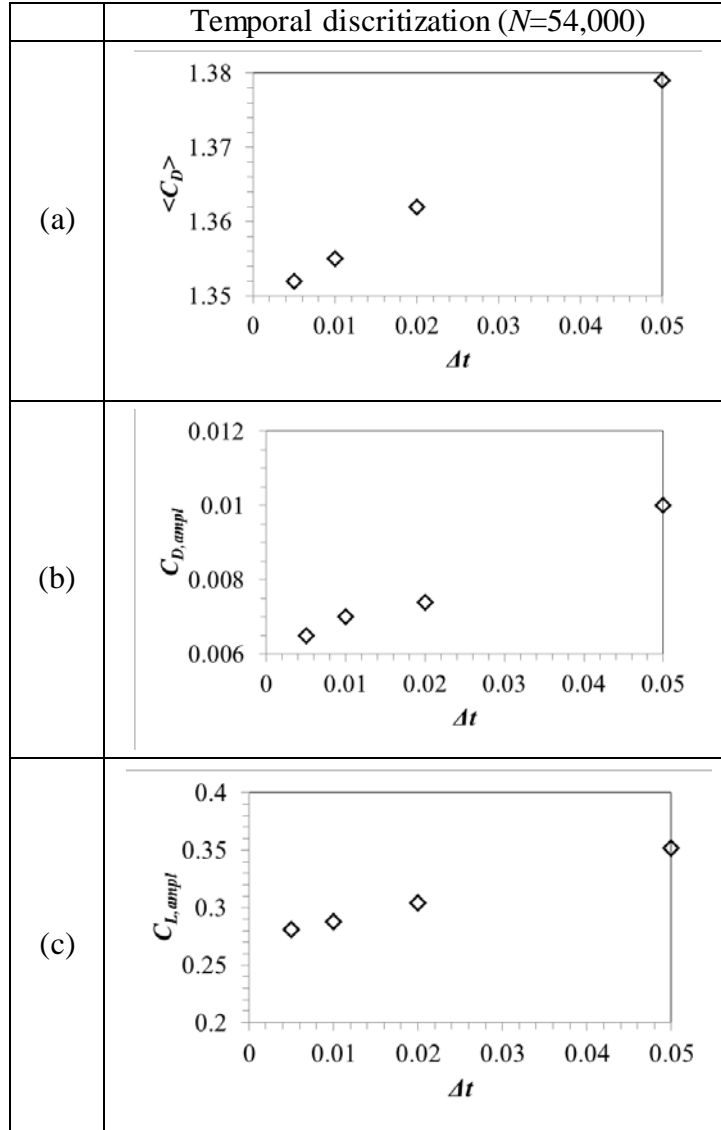 Temporal discritization (N=54,000)
(a)
1.38
1.37
1.36
1.35
<C_D>
0 0.01 0.02 0.03 0.04 0.05
Δt
(b)
0.012
0.01
0.008
0.006
C_D,ampl
0 0.01 0.02 0.03 0.04 0.05
Δt
(c)
0.4
0.35
0.3
0.25
0.2
C_L,ampl
0 0.01 0.02 0.03 0.04 0.05
Δt